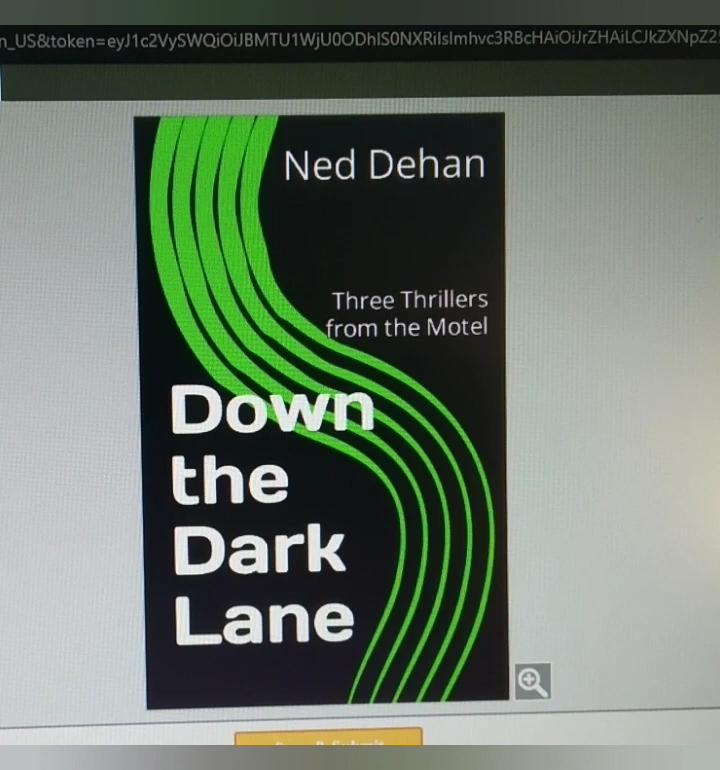 Ned Dehan
Three Thrillers
from the Motel
Down
the
Dark
Lane